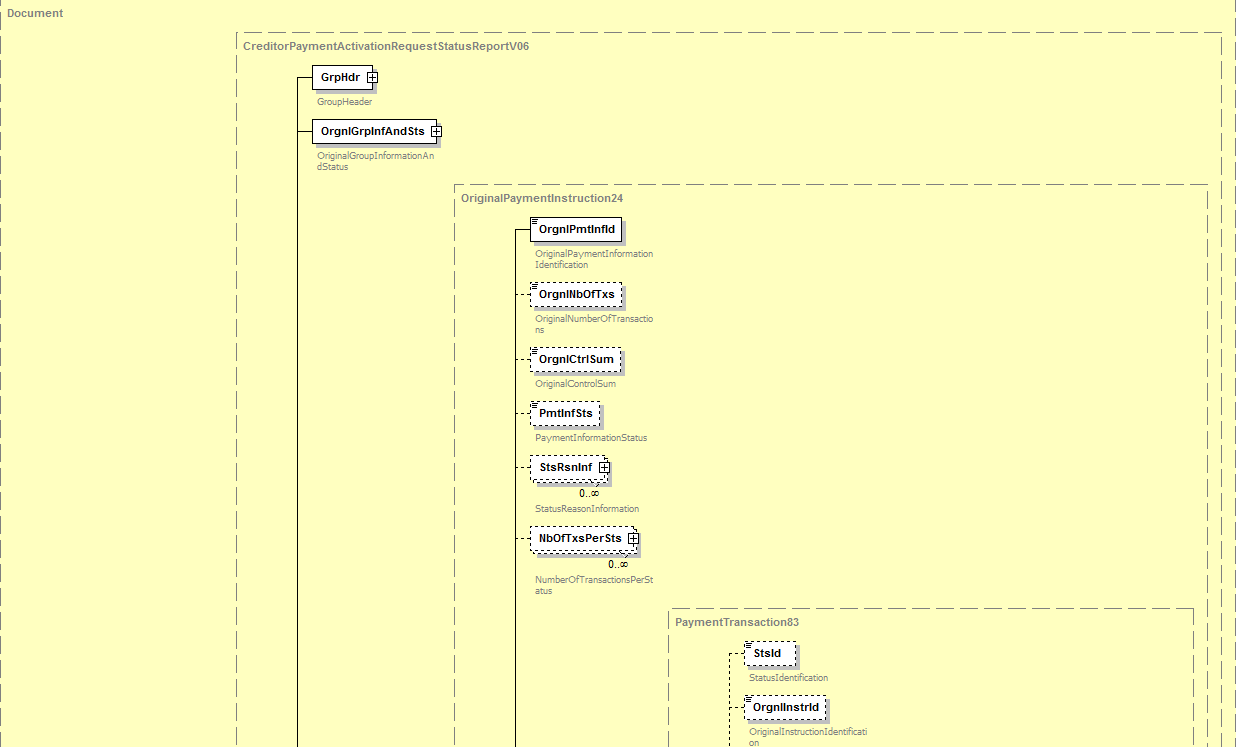 Document
CreditorPaymentActivationRequestStatusReportV06
GrpHdr
GroupHeader
OrgnlGrpInfAndSts
OriginalGroupInformationAn
dStatus
OriginalPaymentInstruction24
OrgnlPmtInfId
OriginalPaymentInformation
Identification
OrgnlNbOfTxs
OriginalNumberOfTransactio
ns
OrgnlCtrlSum
OriginalControlSum
PmtInfSts
PaymentInformationStatus
StsRsnInf
0..∞
StatusReasonInformation
NbOfTxsPerSts
0..∞
NumberOfTransactionsPerSt
atus
PaymentTransaction83
StsId
StatusIdentification
OrgnlInstrId
OriginalInstructionIdentificati
on